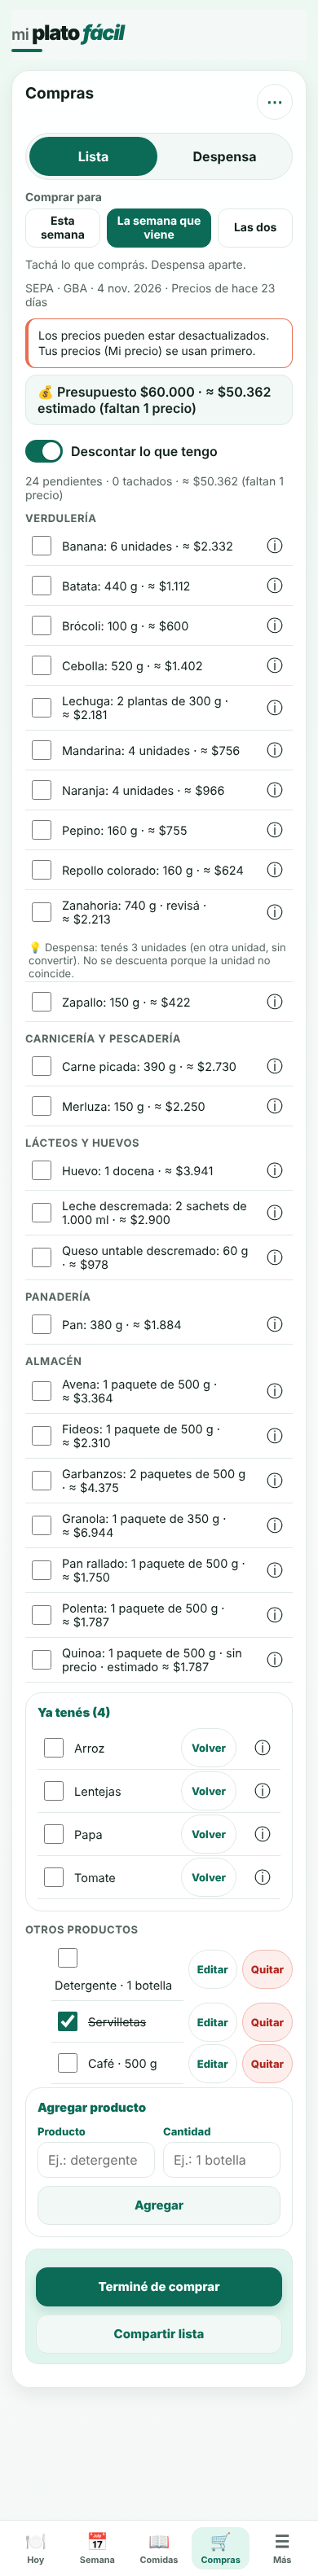 mi plato fácil
Compras
...
Lista
Despensa
Comprar para
Esta
semana
La semana que
viene
Las dos
Tachá lo que comprás. Despensa aparte.
SEPA · GBA · 4 nov. 2026 · Precios de hace 23
días
Los precios pueden estar desactualizados.
Tus precios (Mi precio) se usan primero.
💰 Presupuesto $60.000 · ≈ $50.362
estimado (faltan 1 precio)
Descontar lo que tengo
24 pendientes · 0 tachados · ≈ $50.362 (faltan 1
precio)
VERDULERÍA
Banana: 6 unidades · ≈ $2.332
Batata: 440 g · ≈ $1.112
Brócoli: 100 g · ≈ $600
Cebolla: 520 g · ≈ $1.402
Lechuga: 2 plantas de 300 g ·
≈ $2.181
Mandarina: 4 unidades · ≈ $756
Naranja: 4 unidades · ≈ $966
Pepino: 160 g · ≈ $755
Repollo colorado: 160 g · ≈ $624
Zanahoria: 740 g · revisá ·
≈ $2.213
💡 Despensa: tenés 3 unidades (en otra unidad, sin
convertir). No se descuenta porque la unidad no
coincide.
Zapallo: 150 g · ≈ $422
CARNICERÍA Y PESCADERÍA
Carne picada: 390 g · ≈ $2.730
Merluza: 150 g · ≈ $2.250
LÁCTEOS Y HUEVOS
Huevo: 1 docena · ≈ $3.941
Leche descremada: 2 sachets de
1.000 ml · ≈ $2.900
Queso untable descremado: 60 g
· ≈ $978
PANADERÍA
Pan: 380 g · ≈ $1.884
ALMACÉN
Avena: 1 paquete de 500 g ·
≈ $3.364
Fideos: 1 paquete de 500 g ·
≈ $2.310
Garbanzos: 2 paquetes de 500 g
· ≈ $4.375
Granola: 1 paquete de 350 g ·
≈ $6.944
Pan rallado: 1 paquete de 500 g ·
≈ $1.750
Polenta: 1 paquete de 500 g ·
≈ $1.787
Quinoa: 1 paquete de 500 g · sin
precio · estimado ≈ $1.787
Ya tenés (4)
Arroz Volver
Lentejas Volver
Papa Volver
Tomate Volver
OTROS PRODUCTOS
Detergente · 1 botella Editar Quitar
Servilletas Editar Quitar
Café · 500 g Editar Quitar
Agregar producto
Producto Cantidad
Ej.: detergente Ej.: 1 botella
Agregar
Terminé de comprar
Compartir lista
Hoy Semana Comidas Compras Más